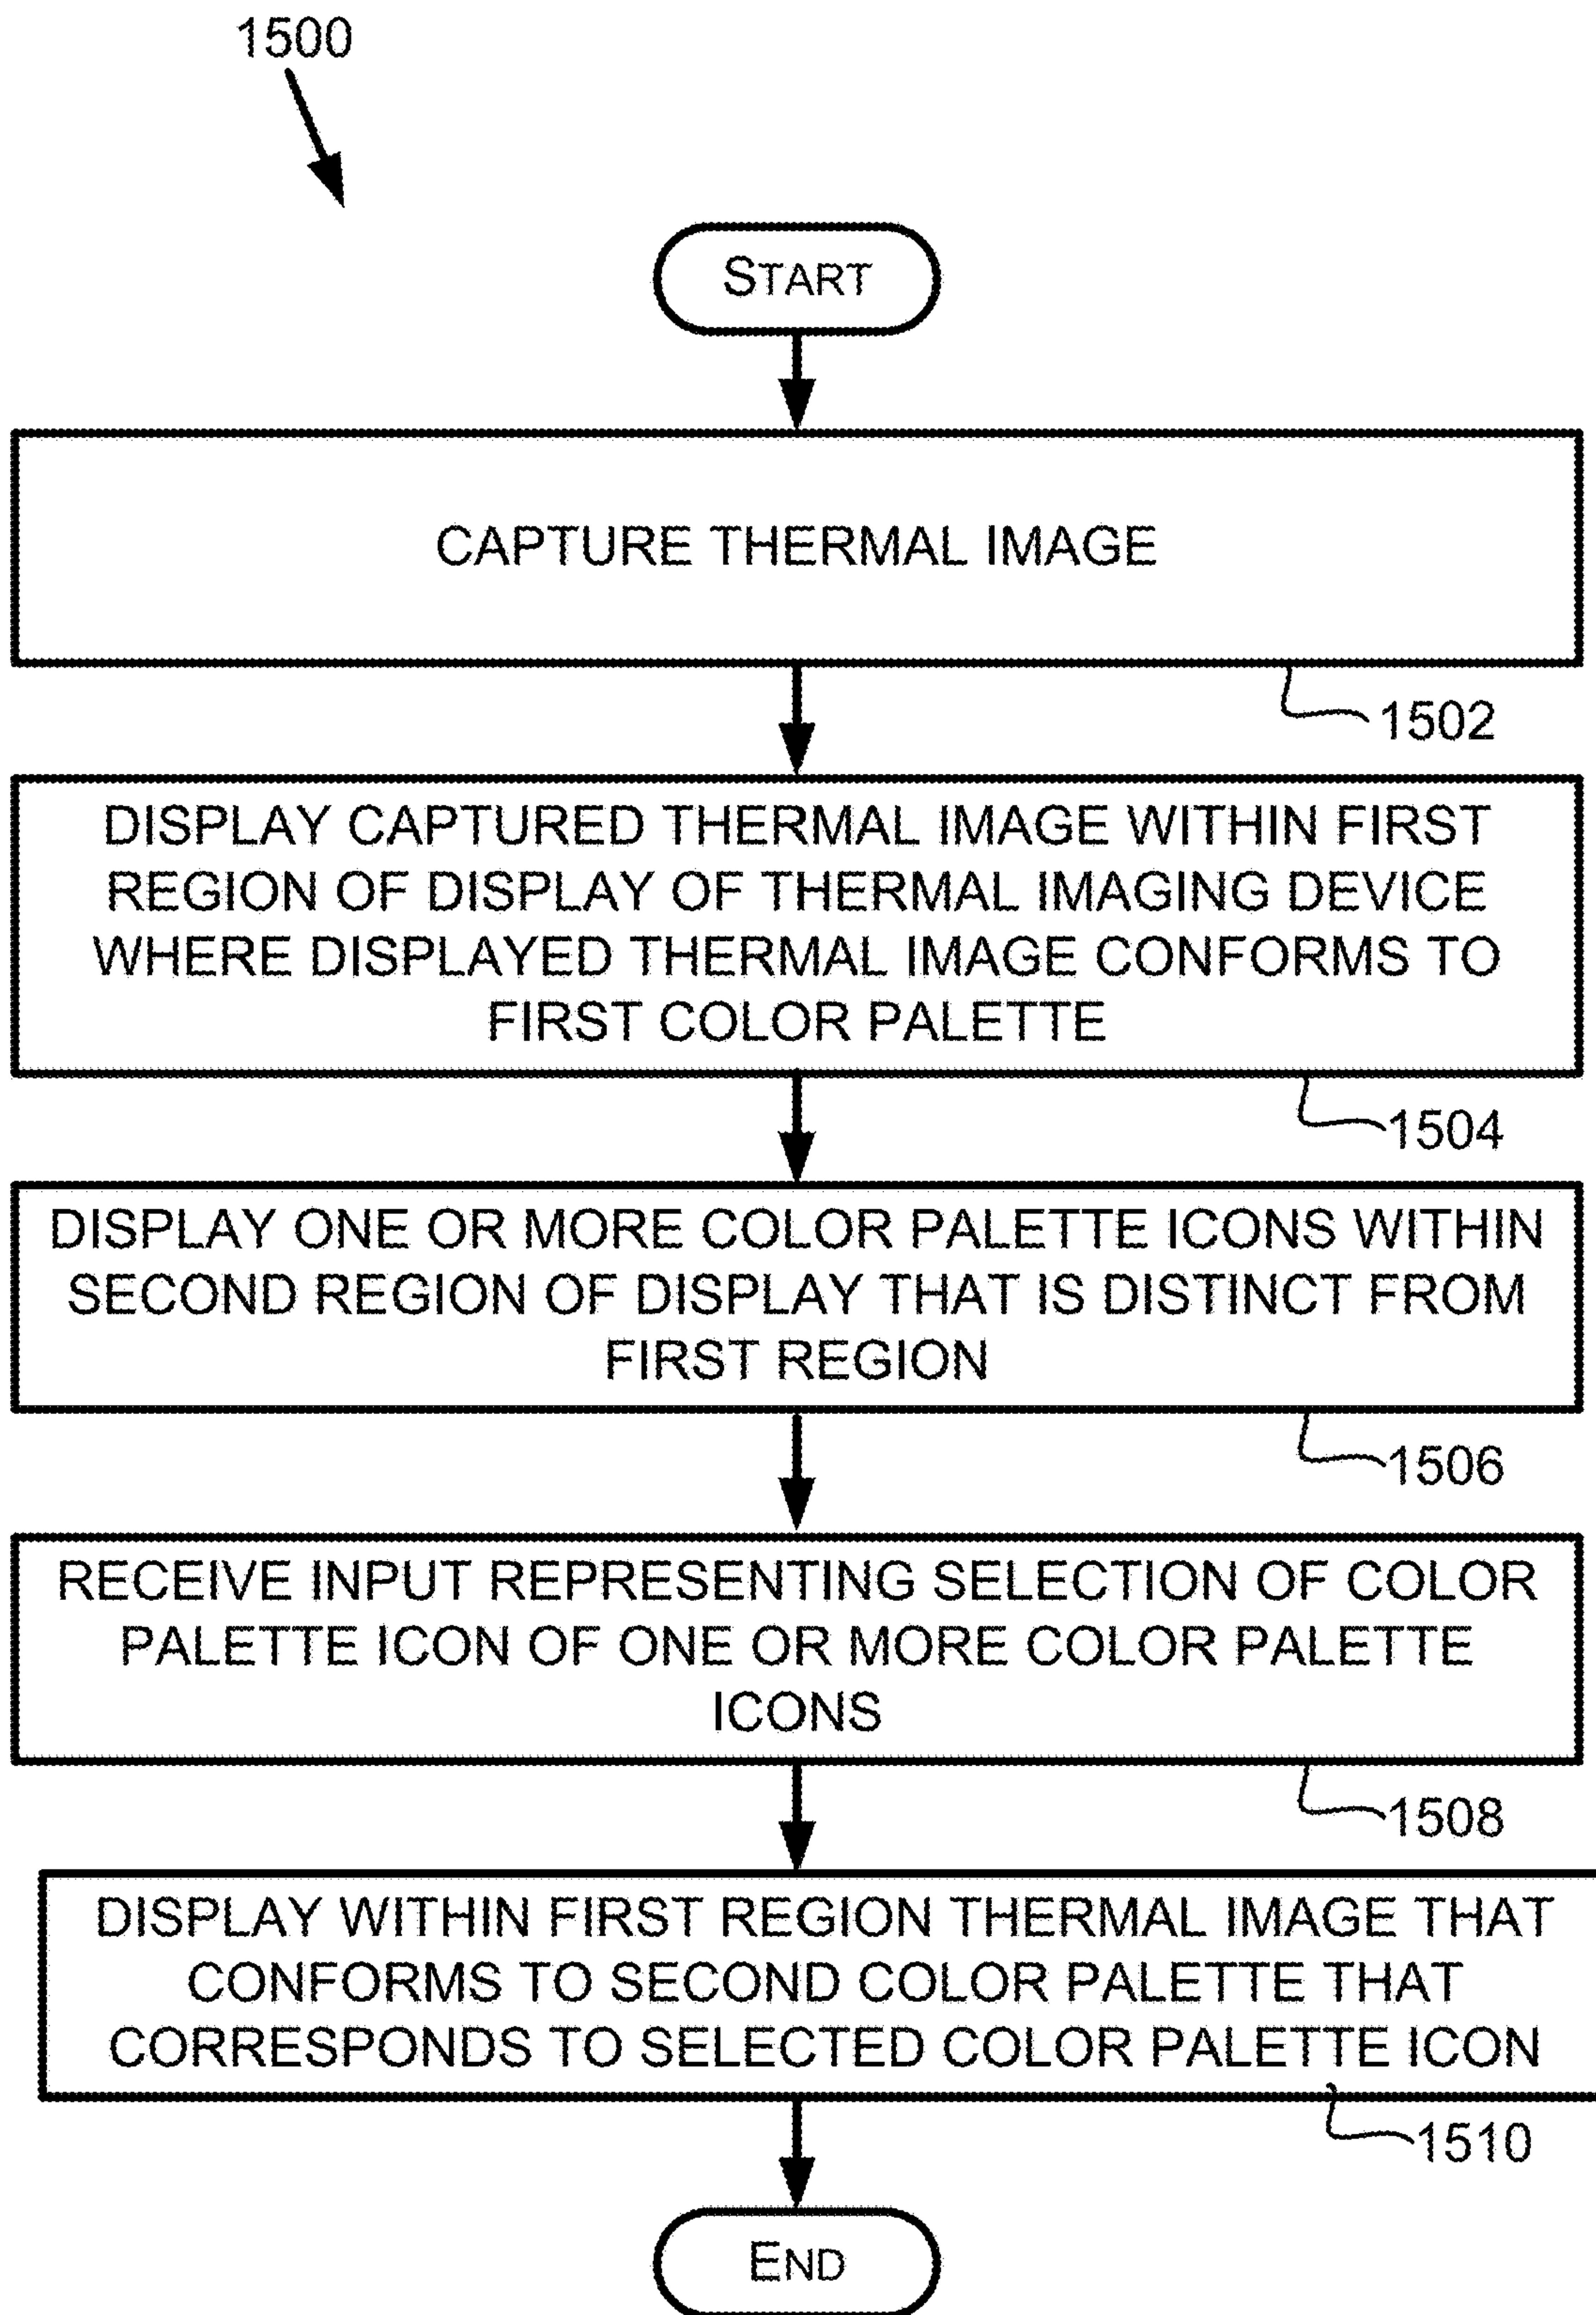 1500
START
CAPTURE THERMAL IMAGE
1502
DISPLAY CAPTURED THERMAL IMAGE WITHIN FIRST
REGION OF DISPLAY OF THERMAL IMAGING DEVICE
WHERE DISPLAYED THERMAL IMAGE CONFORMS TO
FIRST COLOR PALETTE
1504
DISPLAY ONE OR MORE COLOR PALETTE ICONS WITHIN
SECOND REGION OF DISPLAY THAT IS DISTINCT FROM
FIRST REGION
1506
RECEIVE INPUT REPRESENTING SELECTION OF COLOR
PALETTE ICON OF ONE OR MORE COLOR PALETTE
ICONS
1508
DISPLAY WITHIN FIRST REGION THERMAL IMAGE THAT
CONFORMS TO SECOND COLOR PALETTE THAT
CORRESPONDS TO SELECTED COLOR PALETTE ICON
1510
END